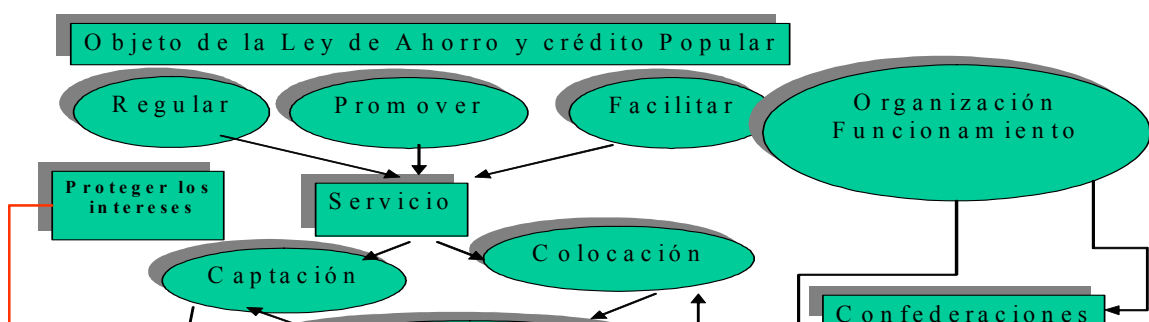 Objeto de la Ley de Ahorro y crédito Popular
Regular
Promover
Facilitar
Organización
Funcionamiento
Proteger los
intereses
Servicio
Colocación
Captación
Confederaciones